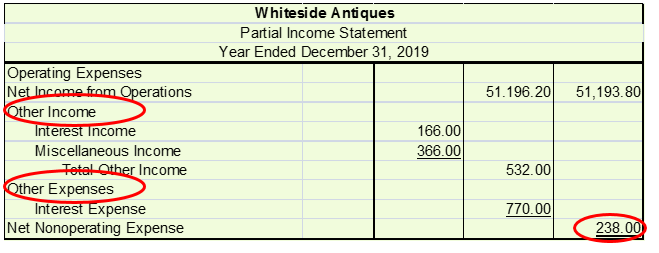 Whiteside Antiques
Partial Income Statement
Year Ended December 31, 2019
Operating Expenses
Net Income from Operations 51.196.20 51,193.80
Other Income
Interest Income 166.00
Miscellaneous Income 366.00
Total Other Income 532.00
Other Expenses
Interest Expense 770.00
Net Nonoperating Expense 238.00